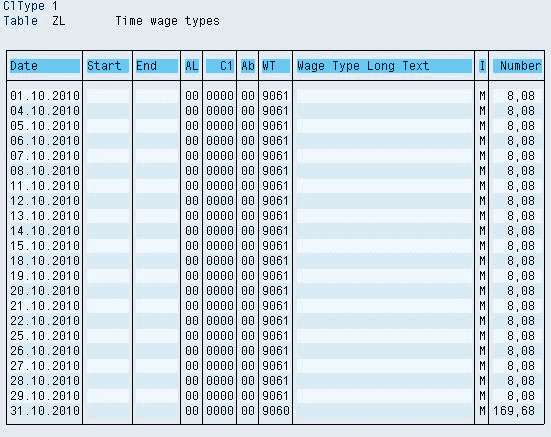 ClType 1
Table ZL Time wage types
Date Start End AL C1 Ab WT Wage Type Long Text I Number
01.10.2010 00 0000 00 9061 M 8,08
04.10.2010 00 0000 00 9061 M 8,08
05.10.2010 00 0000 00 9061 M 8,08
06.10.2010 00 0000 00 9061 M 8,08
07.10.2010 00 0000 00 9061 M 8,08
08.10.2010 00 0000 00 9061 M 8,08
11.10.2010 00 0000 00 9061 M 8,08
12.10.2010 00 0000 00 9061 M 8,08
13.10.2010 00 0000 00 9061 M 8,08
14.10.2010 00 0000 00 9061 M 8,08
15.10.2010 00 0000 00 9061 M 8,08
18.10.2010 00 0000 00 9061 M 8,08
19.10.2010 00 0000 00 9061 M 8,08
20.10.2010 00 0000 00 9061 M 8,08
21.10.2010 00 0000 00 9061 M 8,08
22.10.2010 00 0000 00 9061 M 8,08
25.10.2010 00 0000 00 9061 M 8,08
26.10.2010 00 0000 00 9061 M 8,08
27.10.2010 00 0000 00 9061 M 8,08
28.10.2010 00 0000 00 9061 M 8,08
29.10.2010 00 0000 00 9061 M 8,08
31.10.2010 00 0000 00 9060 M 169,68